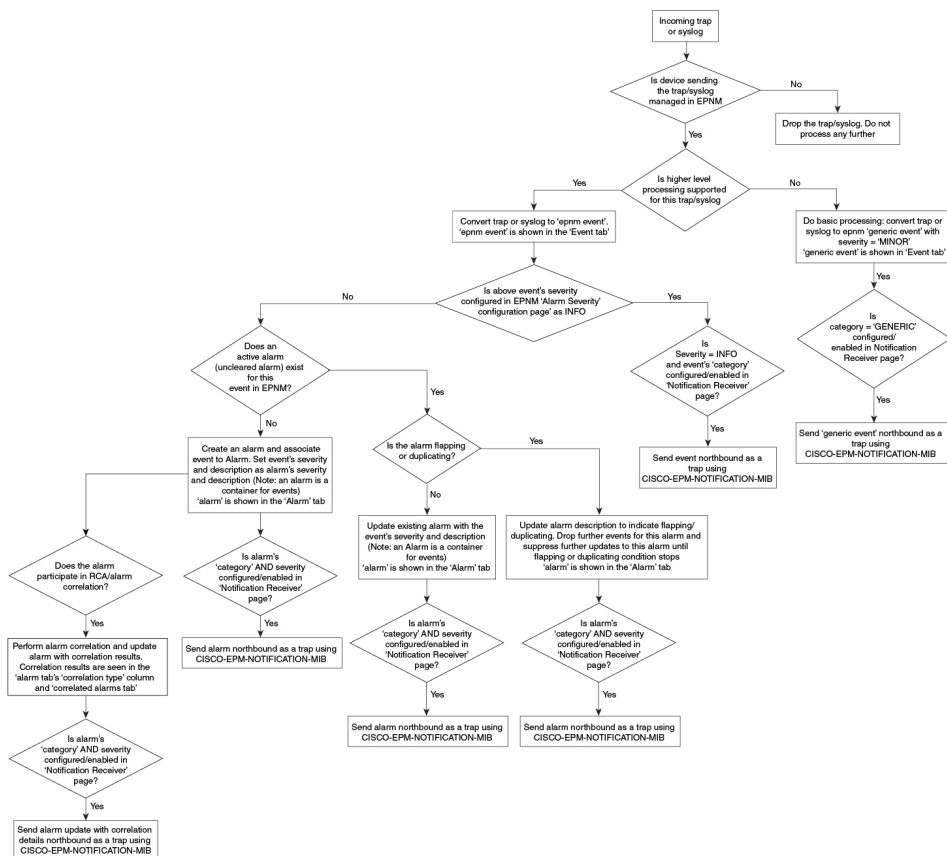 Incoming trap
or syslog
Is device sending
the trap/syslog
managed in EPNM
No
Drop the trap/syslog. Do not
process any further
Yes
Is higher level
processing supported
for this trap/syslog
Yes
No
Convert trap or syslog to ‘epnm event’.
‘epnm event’ is shown in the ‘Event tab’
Do basic processing: convert trap or
syslog to epnm ‘generic event’ with
severity = ‘MINOR’
‘generic event’ is shown in ‘Event tab’
Is above event’s severity
configured in EPNM ‘Alarm Severity’
configuration page’ as INFO
No
Yes
Yes
Is
category = ‘GENERIC’
configured/
enabled in Notification
Receiver page?
Does an
active alarm
(uncleared alarm) exist
for this
event in EPNM?
Is
Severity = INFO
and event’s ‘category’
configured/enabled in
‘Notification Receiver’
page?
Yes
Yes
No
Send ‘generic event’ northbound as a
trap using
CISCO-EPM-NOTIFICATION-MIB
Create an alarm and associate
event to Alarm. Set event’s severity
and description as alarm’s severity
and description (Note: an alarm is a
container for events)
‘alarm’ is shown in the ‘Alarm’ tab
Is the alarm flapping
or duplicating?
Yes
Yes
Send event northbound as a
trap using
CISCO-EPM-NOTIFICATION-MIB
No
Update existing alarm with the
event’s severity and description
(Note: an Alarm is a container
for events)
‘alarm’ is shown in the ‘Alarm’ tab
Update alarm description to indicate flapping/
duplicating. Drop further events for this alarm and
suppress further updates to this alarm until
flapping or duplicating condition stops
‘alarm’ is shown in the ‘Alarm’ tab
Does the alarm
participate in RCA/alarm
correlation?
Is alarm’s
‘category’ AND severity
configured/enabled in
‘Notification Receiver’
page?
Yes
Yes
Is alarm’s
‘category’ AND severity
configured/enabled in
‘Notification Receiver’
page?
Is alarm’s
‘category’ AND severity
configured/enabled in
‘Notification Receiver’
page?
Perform alarm correlation and update
alarm with correlation results.
Correlation results are seen in the
‘alarm tab’s ‘correlation type’ column
and ‘correlated alarms tab’
Send alarm northbound as a trap using
CISCO-EPM-NOTIFICATION-MIB
Yes
Yes
Send alarm northbound as a trap using
CISCO-EPM-NOTIFICATION-MIB
Send alarm northbound as a trap using
CISCO-EPM-NOTIFICATION-MIB
Is alarm’s
‘category’ AND severity
configured/enabled in
‘Notification Receiver’
page?
Yes
Send alarm update with correlation
details northbound as a trap using
CISCO-EPM-NOTIFICATION-MIB